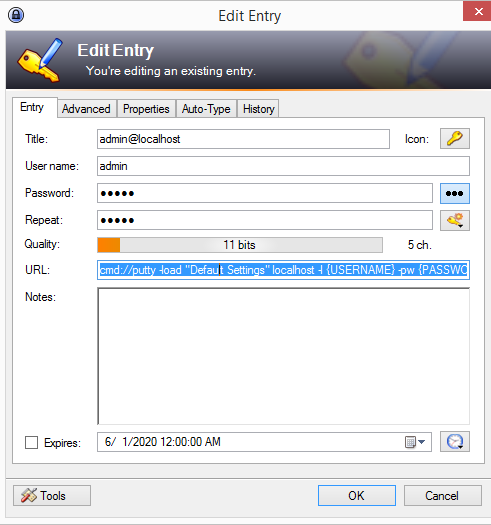 Edit Entry
Edit Entry
You're editing an existing entry.
Entry Advanced Properties Auto-Type History
Title: admin@localhost Icon:
User name: admin
Password: ●●●●●
Repeat: ●●●●●
Quality: 11 bits 5 ch.
URL: cmd://putty -load "Default Settings" localhost -l {USERNAME} -pw {PASSWO
Notes:
Expires: 6/ 1/2020 12:00:00 AM
Tools OK Cancel